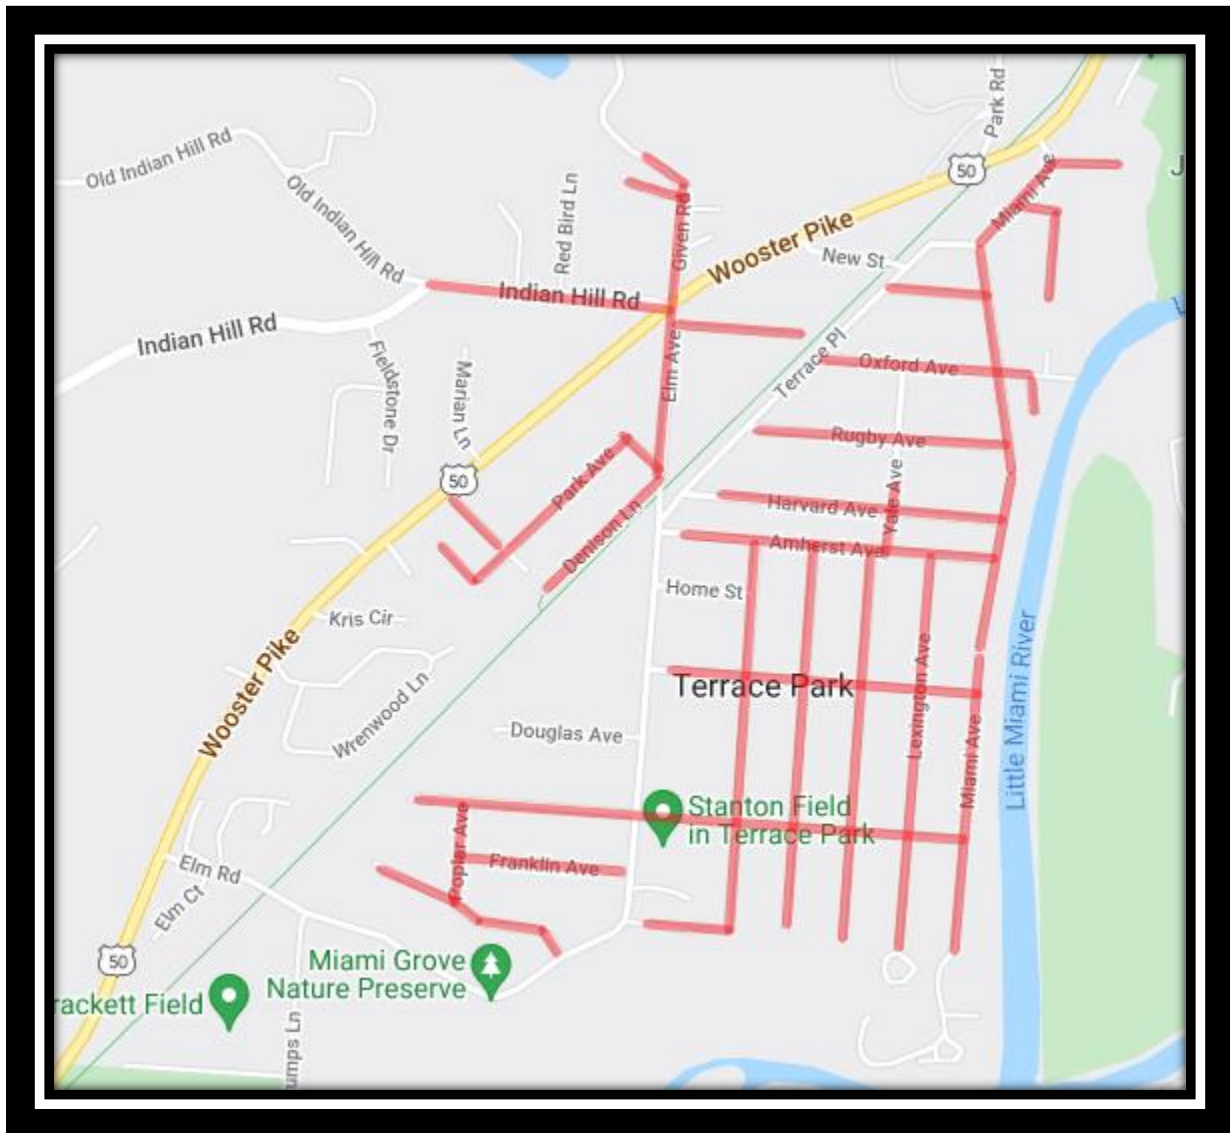 Park Rd
Old Indian Hill Rd
50
Miami Ave
J
Old Indian Hill Rd
Red Bird Ln
Given Rd
Wooster Pike
New St
Indian Hill Rd
Indian Hill Rd
L
Fieldstone Dr
Marian Ln
Elm Ave
Terrace Pl
Oxford Ave
Rugby Ave
50
Park Ave
Yale Ave
Harvard Ave
Denison Ln
Amherst Ave
Home St
Kris Cir
Wooster Pike
Lexington Ave
Little Miami River
Terrace Park
Wrenwood Ln
Douglas Ave
Miami Ave
Stanton Field
in Terrace Park
Poplar Ave
Franklin Ave
Elm Rd
Elm Ct
50
Miami Grove
Nature Preserve
rackett Field
umps Ln